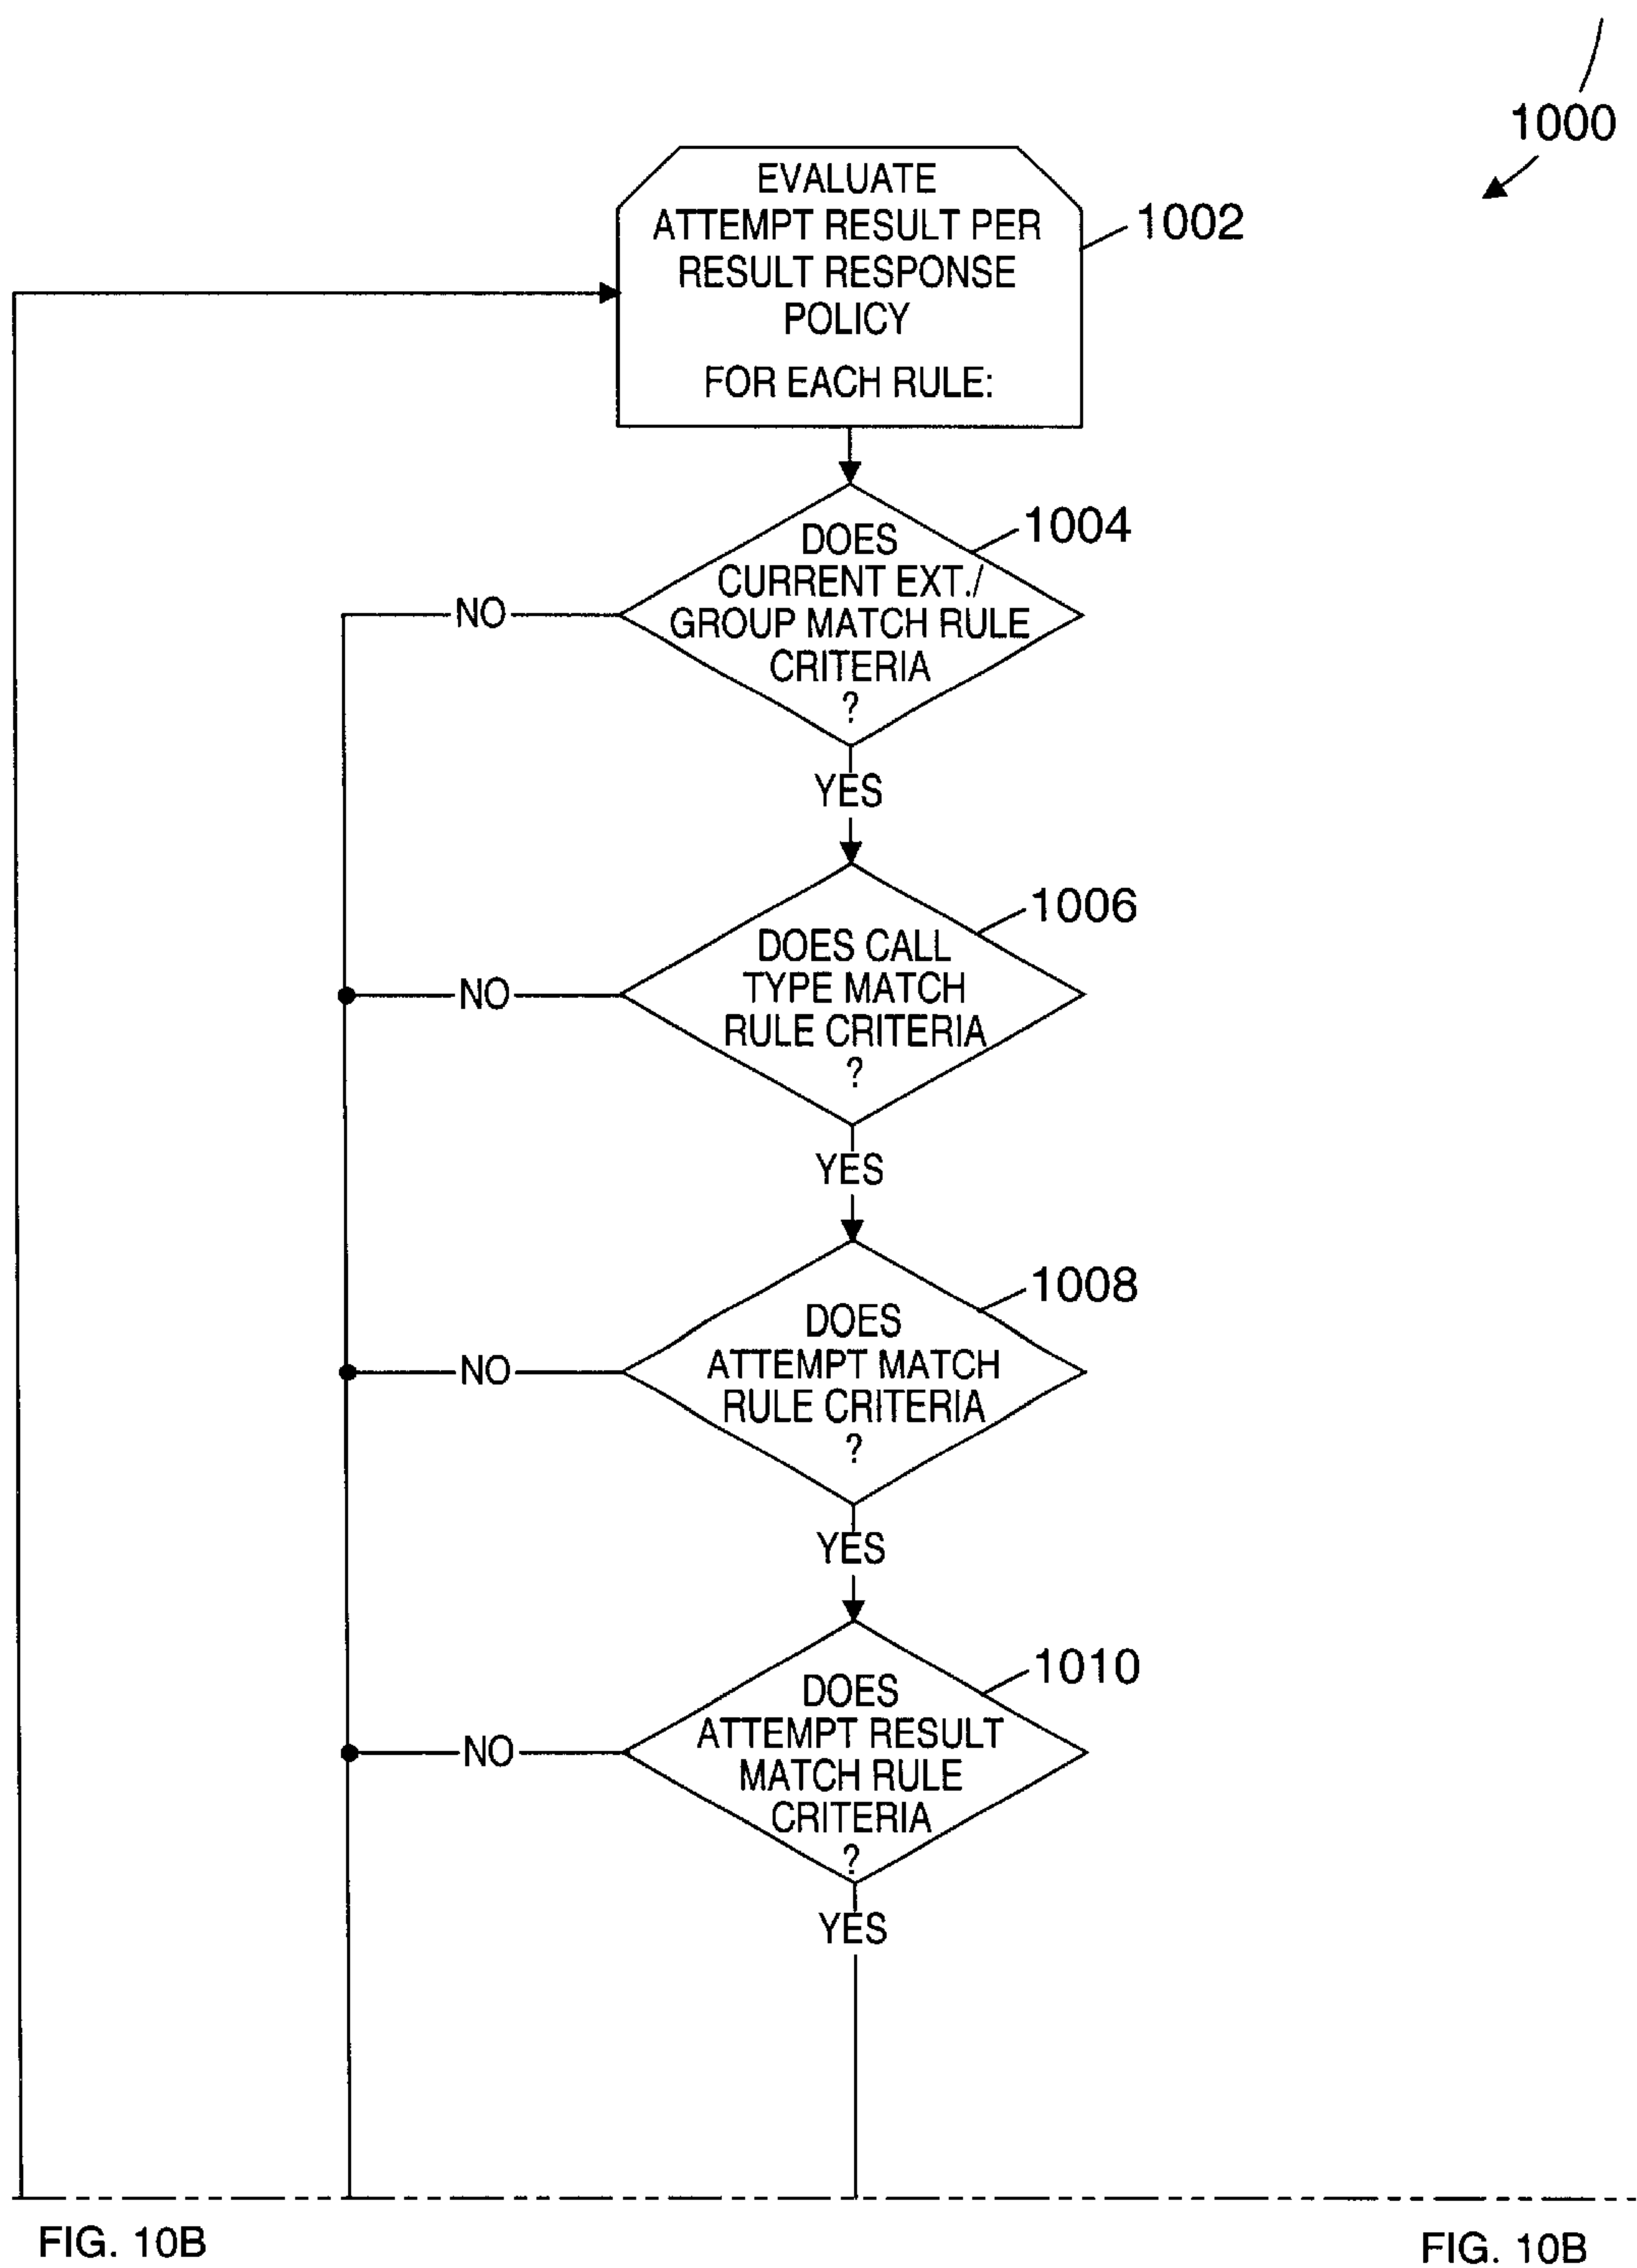 1000
EVALUATE
ATTEMPT RESULT PER
RESULT RESPONSE
POLICY
FOR EACH RULE:
1002
DOES
CURRENT EXT./
GROUP MATCH RULE
CRITERIA
?
1004
NO
YES
DOES CALL
TYPE MATCH
RULE CRITERIA
?
1006
NO
YES
DOES
ATTEMPT MATCH
RULE CRITERIA
?
1008
NO
YES
DOES
ATTEMPT RESULT
MATCH RULE
CRITERIA
?
1010
NO
YES
FIG. 10B
FIG. 10B